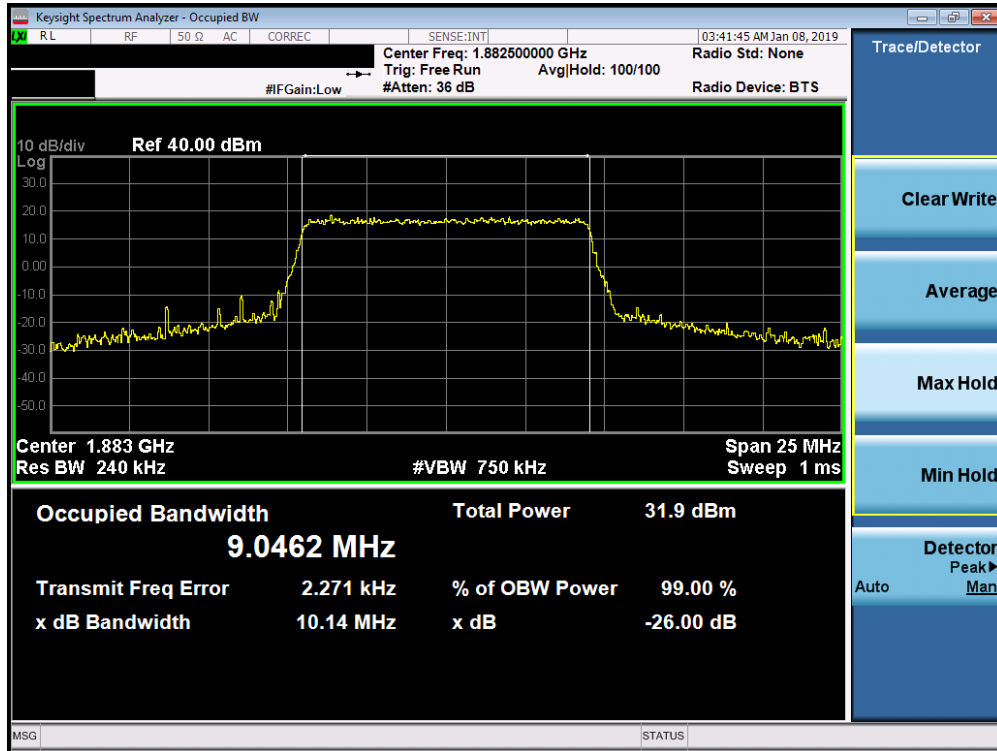 Keysight Spectrum Analyzer - Occupied BW
LXI RL RF 50 Ω AC CORREC SENSE:INT 03:41:45 AM Jan 08, 2019
Center Freq: 1.882500000 GHz Radio Std: None
Trig: Free Run Avg|Hold: 100/100
#IFGain:Low #Atten: 36 dB Radio Device: BTS
Trace/Detector
10 dB/div Ref 40.00 dBm
Log
30.0
20.0
10.0
0.00
-10.0
-20.0
-30.0
-40.0
-50.0
Center 1.883 GHz Span 25 MHz
Res BW 240 kHz #VBW 750 kHz Sweep 1 ms
Occupied Bandwidth Total Power 31.9 dBm
9.0462 MHz
Transmit Freq Error 2.271 kHz % of OBW Power 99.00 %
x dB Bandwidth 10.14 MHz x dB -26.00 dB
Clear Write
Average
Max Hold
Min Hold
Detector
Peak▶
Auto Man
MSG STATUS